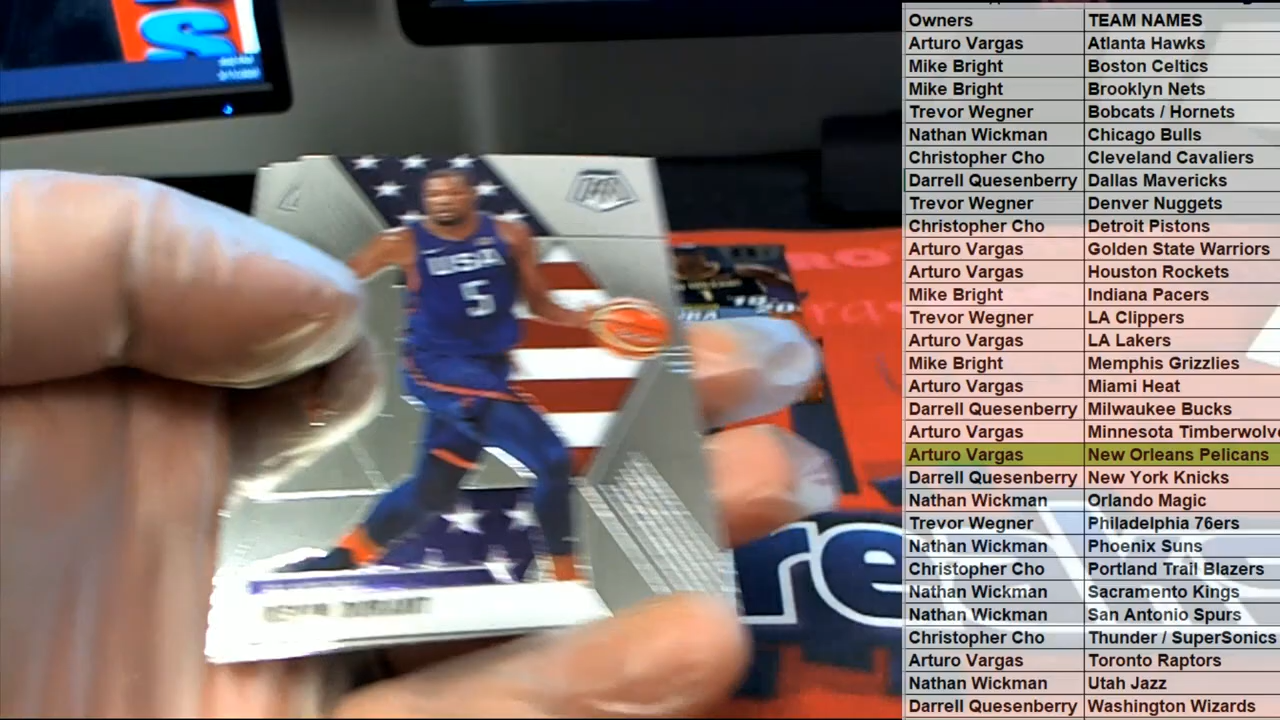 Owners TEAM NAMES
Arturo Vargas Atlanta Hawks
Mike Bright Boston Celtics
Mike Bright Brooklyn Nets
Trevor Wegner Bobcats / Hornets
Nathan Wickman Chicago Bulls
Christopher Cho Cleveland Cavaliers
Darrell Quesenberry Dallas Mavericks
Trevor Wegner Denver Nuggets
Christopher Cho Detroit Pistons
Arturo Vargas Golden State Warriors
Arturo Vargas Houston Rockets
Mike Bright Indiana Pacers
Trevor Wegner LA Clippers
Arturo Vargas LA Lakers
Mike Bright Memphis Grizzlies
Arturo Vargas Miami Heat
Darrell Quesenberry Milwaukee Bucks
Arturo Vargas Minnesota Timberwolve
Arturo Vargas New Orleans Pelicans
Darrell Quesenberry New York Knicks
Nathan Wickman Orlando Magic
Trevor Wegner Philadelphia 76ers
Nathan Wickman Phoenix Suns
Christopher Cho Portland Trail Blazers
Nathan Wickman Sacramento Kings
Nathan Wickman San Antonio Spurs
Christopher Cho Thunder / SuperSonics
Arturo Vargas Toronto Raptors
Nathan Wickman Utah Jazz
Darrell Quesenberry Washington Wizards
USA
5